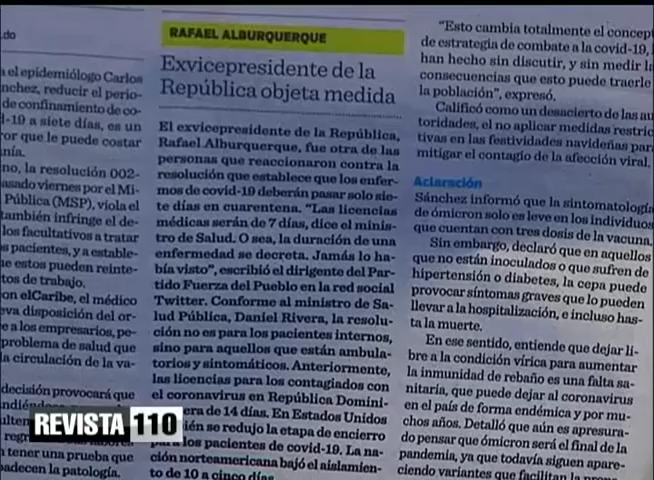 .do
a el epidemiólogo Carlos
nchez, reducir el perio-
de confinamiento de co-
d-19 a siete días, es un
ror que le puede costar
anía.
no, la resolución 002-
asado viernes por el Mi-
Pública (MSP), viola el
también infringe el de-
los facultativos a tratar
s pacientes, y a estable-
e estos pueden reinte-
tos de trabajo.
on elCaribe, el médico
eva disposición del or-
e a los empresarios, pe-
problema de salud que
la circulación de la va-
decisión provocará que
tener una prueba que
adecen la patología.
RAFAEL ALBURQUERQUE
Exvicepresidente de la
República objeta medida
El exvicepresidente de la República,
Rafael Alburquerque, fue otra de las
personas que reaccionaron contra la
resolución que establece que los enfer-
mos de covid-19 deberán pasar solo sie-
te días en cuarentena. "Las licencias
médicas serán de 7 días, dice el minis-
tro de Salud. O sea, la duración de una
enfermedad se decreta. Jamás lo ha-
bía visto", escribió el dirigente del Par-
tido Fuerza del Pueblo en la red social
Twitter. Conforme al ministro de Sa-
lud Pública, Daniel Rivera, la resolu-
ción no es para los pacientes internos,
sino para aquellos que están ambula-
torios y sintomáticos. Anteriormente,
las licencias para los contagiados con
el coronavirus en República Domini-
era de 14 días. En Estados Unidos
se redujo la etapa de encierro
los pacientes de covid-19. La na-
ción norteamericana bajó el aislamien-
to de 10 a cinco días.
"Esto cambia totalmente el concep
de estrategia de combate a la covid-19, l
han hecho sin discutir, y sin medir la
consecuencias que esto puede traerle
la población", expresó.
Calificó como un desacierto de las au
toridades, el no aplicar medidas restric
tivas en las festividades navideñas par
mitigar el contagio de la afección viral.
Aclaración
Sánchez informó que la sintomatología
de ómicron solo es leve en los individuos
que cuentan con tres dosis de la vacuna.
Sin embargo, declaró que en aquellos
que no están inoculados o que sufren de
hipertensión o diabetes, la cepa puede
provocar síntomas graves que lo pueden
llevar a la hospitalización, e incluso has-
ta la muerte.
En ese sentido, entiende que dejar li-
bre a la condición vírica para aumentar
la inmunidad de rebaño es una falta sa-
nitaria, que puede dejar al coronavirus
en el país de forma endémica y por mu-
chos años. Detalló que aún es apresura-
do pensar que ómicron será el final de la
pandemia, ya que todavía siguen apare-
ciendo variantes que facilitan la
REVISTA 110